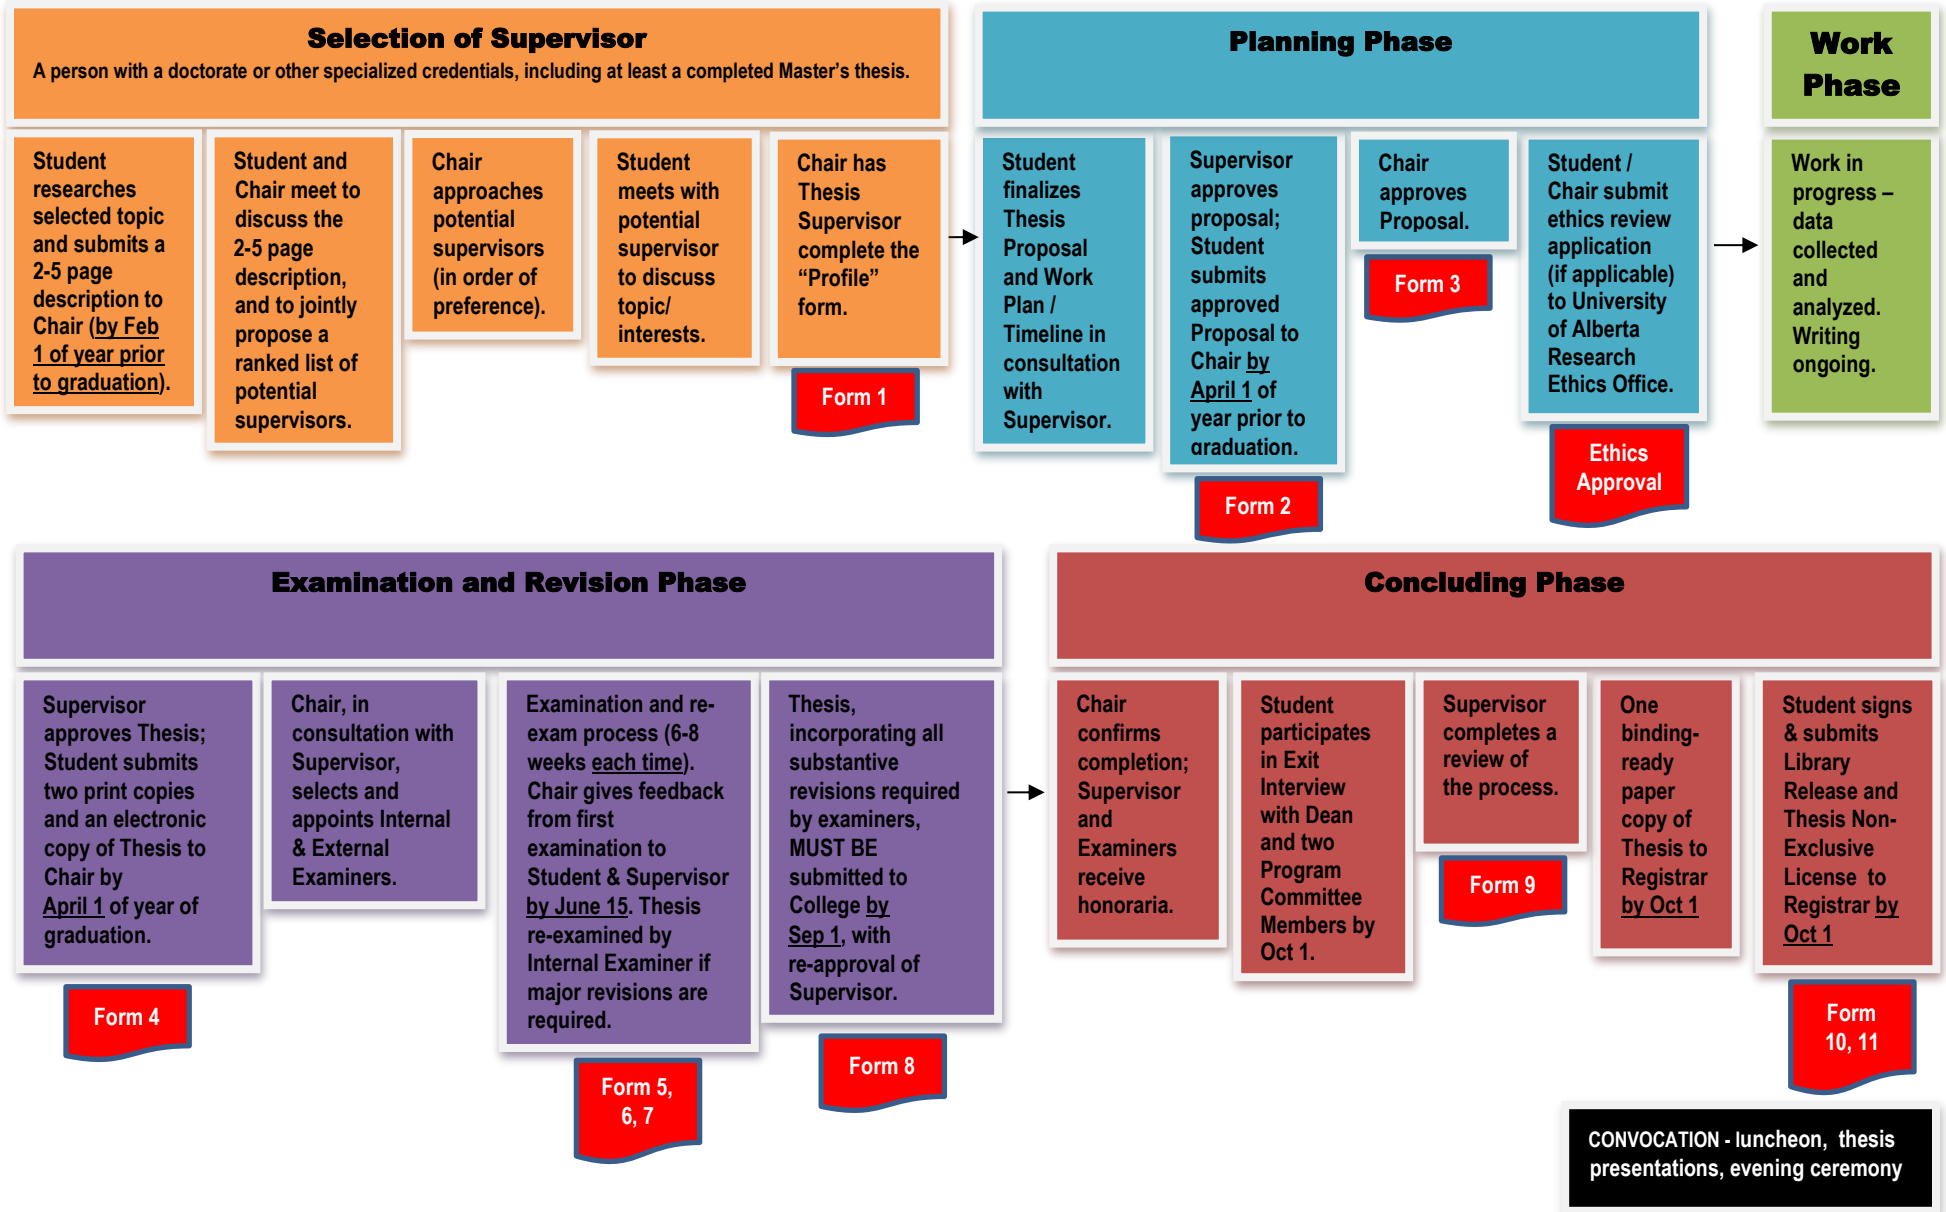 Selection of Supervisor
A person with a doctorate or other specialized credentials, including at least a completed Master's thesis.
Student
researches
selected topic
and submits a
2-5 page
description to
Chair (by Feb
1 of year prior
to graduation).
Student and
Chair meet to
discuss the
2-5 page
description,
and to jointly
propose a
ranked list of
potential
supervisors.
Chair
approaches
potential
supervisors
(in order of
preference).
Student
meets with
potential
supervisor
to discuss
topic/
interests.
Chair has
Thesis
Supervisor
complete the
“Profile”
form.
Form 1
Planning Phase
Student
finalizes
Thesis
Proposal
and Work
Plan /
Timeline in
consultation
with
Supervisor.
Supervisor
approves
proposal;
Student
submits
approved
Proposal to
Chair by
April 1 of
year prior to
graduation.
Form 2
Chair
approves
Proposal.
Form 3
Student /
Chair submit
ethics review
application
(if applicable)
to University
of Alberta
Research
Ethics Office.
Ethics
Approval
Work
Phase
Work in
progress –
data
collected
and
analyzed.
Writing
ongoing.
Examination and Revision Phase
Supervisor
approves Thesis;
Student submits
two print copies
and an electronic
copy of Thesis to
Chair by
April 1 of year of
graduation.
Form 4
Chair, in
consultation with
Supervisor,
selects and
appoints Internal
& External
Examiners.
Examination and re-
exam process (6-8
weeks each time).
Chair gives feedback
from first
examination to
Student & Supervisor
by June 15. Thesis
re-examined by
Internal Examiner if
major revisions are
required.
Form 5,
6, 7
Thesis,
incorporating all
substantive
revisions required
by examiners,
MUST BE
submitted to
College by
Sep 1, with
re-approval of
Supervisor.
Form 8
Concluding Phase
Chair
confirms
completion;
Supervisor
and
Examiners
receive
honoraria.
Student
participates
in Exit
Interview
with Dean
and two
Program
Committee
Members by
Oct 1.
Supervisor
completes a
review of
the process.
Form 9
One
binding-
ready
paper
copy of
Thesis to
Registrar
by Oct 1
Student signs
& submits
Library
Release and
Thesis Non-
Exclusive
License to
Registrar by
Oct 1
Form
10, 11
CONVOCATION - luncheon, thesis
presentations, evening ceremony